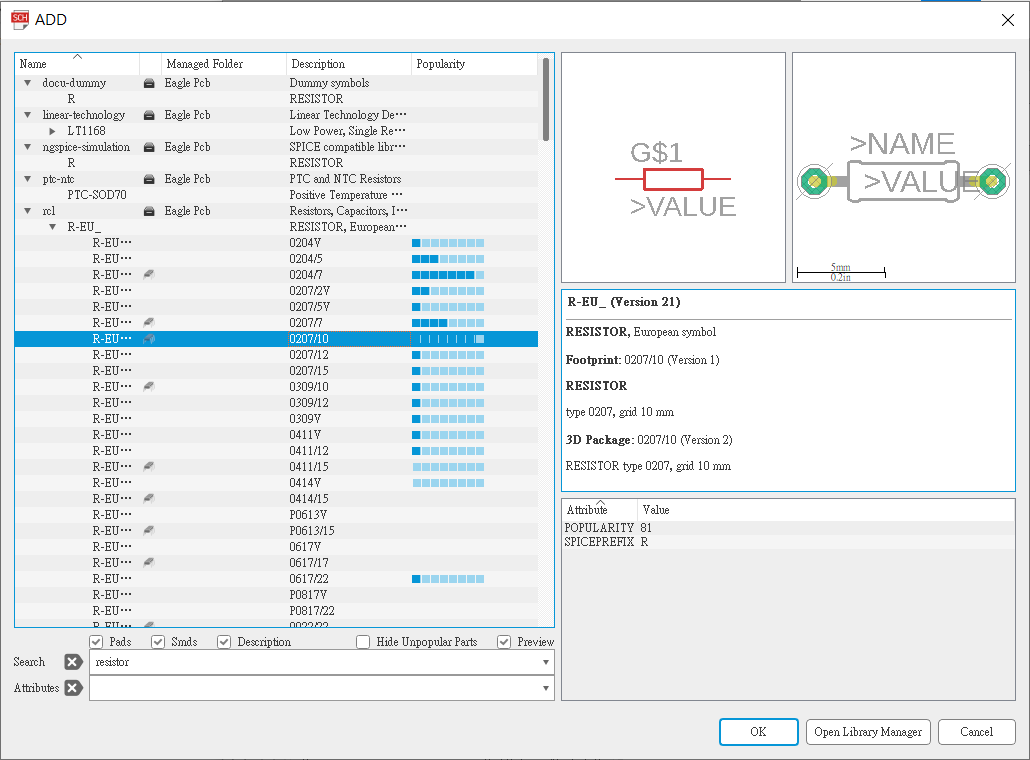 SCH ADD
Name Managed Folder Description Popularity
docu-dummy Eagle Pcb Dummy symbols
R RESISTOR
linear-technology Eagle Pcb Linear Technology De···
LT1168 Low Power, Single Re···
ngspice-simulation Eagle Pcb SPICE compatible libr···
R RESISTOR
ptc-ntc Eagle Pcb PTC and NTC Resistors
PTC-SOD70 Positive Temperature ···
rcl Eagle Pcb Resistors, Capacitors, I···
R-EU_ RESISTOR, European···
R-EU··· 0204V
R-EU··· 0204/5
R-EU··· 0204/7
R-EU··· 0207/2V
R-EU··· 0207/5V
R-EU··· 0207/7
R-EU··· 0207/10
R-EU··· 0207/12
R-EU··· 0207/15
R-EU··· 0309/10
R-EU··· 0309/12
R-EU··· 0309V
R-EU··· 0411V
R-EU··· 0411/12
R-EU··· 0411/15
R-EU··· 0414V
R-EU··· 0414/15
R-EU··· P0613V
R-EU··· P0613/15
R-EU··· 0617V
R-EU··· 0617/17
R-EU··· 0617/22
R-EU··· P0817V
R-EU··· P0817/22
Pads Smds Description Hide Unpopular Parts Preview
Search resistor
Attributes
G$1
>VALUE
>NAME
>VALUE
5mm
0.2in
R-EU_ (Version 21)
RESISTOR, European symbol
Footprint: 0207/10 (Version 1)
RESISTOR
type 0207, grid 10 mm
3D Package: 0207/10 (Version 2)
RESISTOR type 0207, grid 10 mm
Attribute Value
POPULARITY 81
SPICEPREFIX R
OK Open Library Manager Cancel